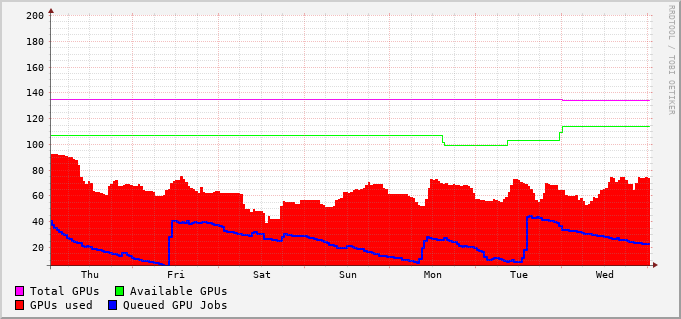 200
180
160
140
120
100
80
60
40
20
Thu Fri Sat Sun Mon Tue Wed
Total GPUs Available GPUs
GPUs used Queued GPU Jobs
RRDTOOL / TOBI OETIKER